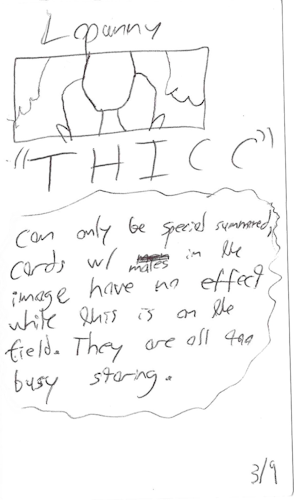 Lopanny
"THICC"
Can only be special summoned,
cards w/ males in the
image have no effect
while this is on the
field. They are all too
busy staring.
3/9